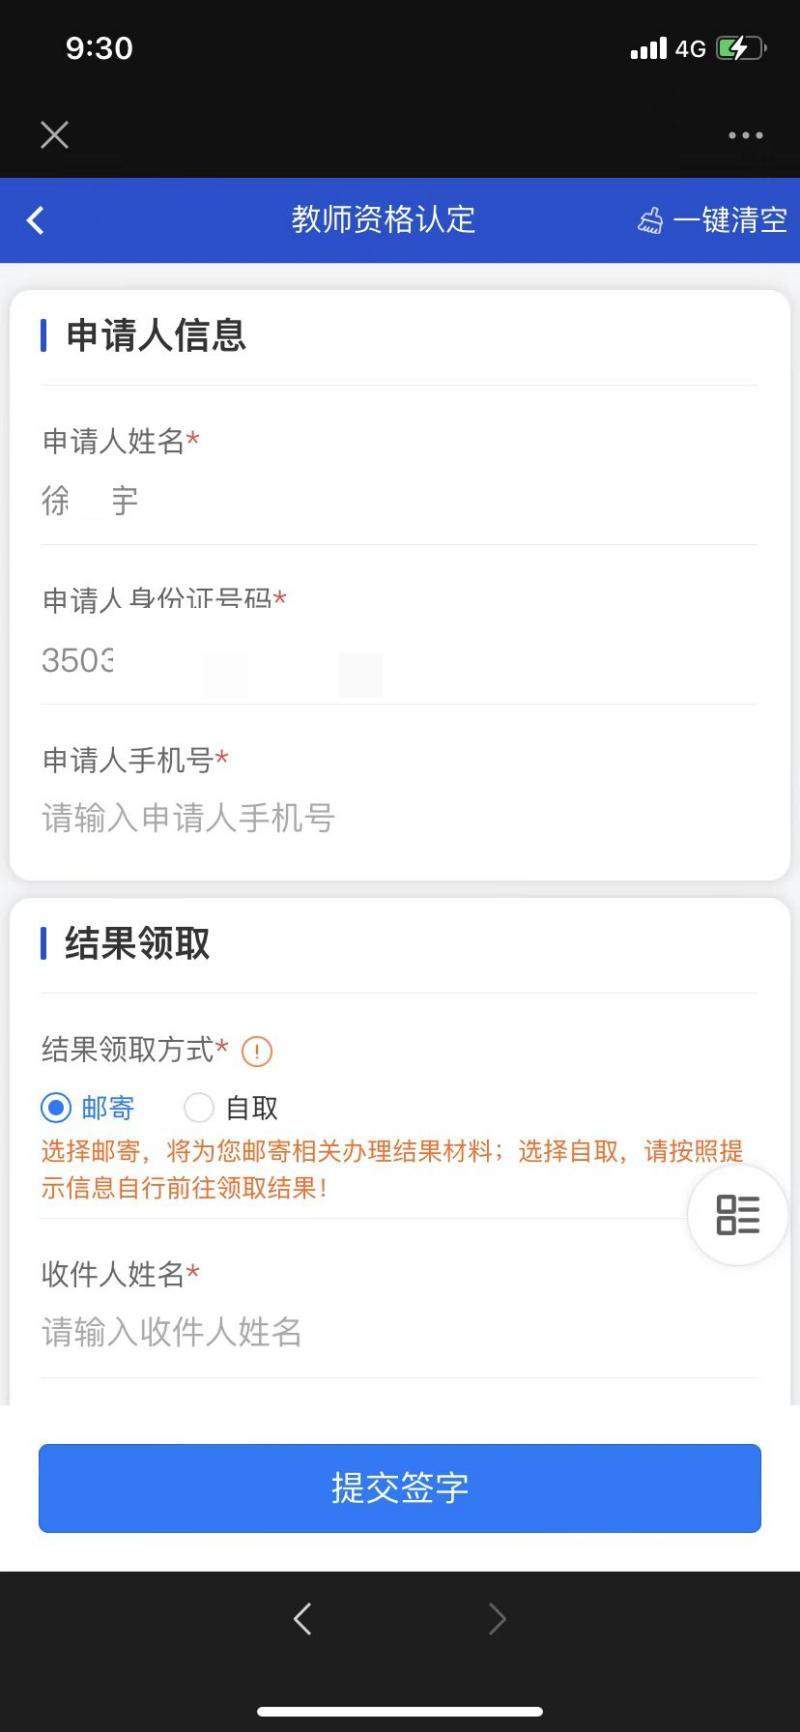 9:30
4G
教师资格认定
一键清空
申请人信息
申请人姓名*
徐 宇
申请人身份证号码*
3503
申请人手机号*
请输入申请人手机号
结果领取
结果领取方式*
邮寄 自取
选择邮寄，将为您邮寄相关办理结果材料；选择自取，请按照提
示信息自行前往领取结果！
收件人姓名*
请输入收件人姓名
提交签字